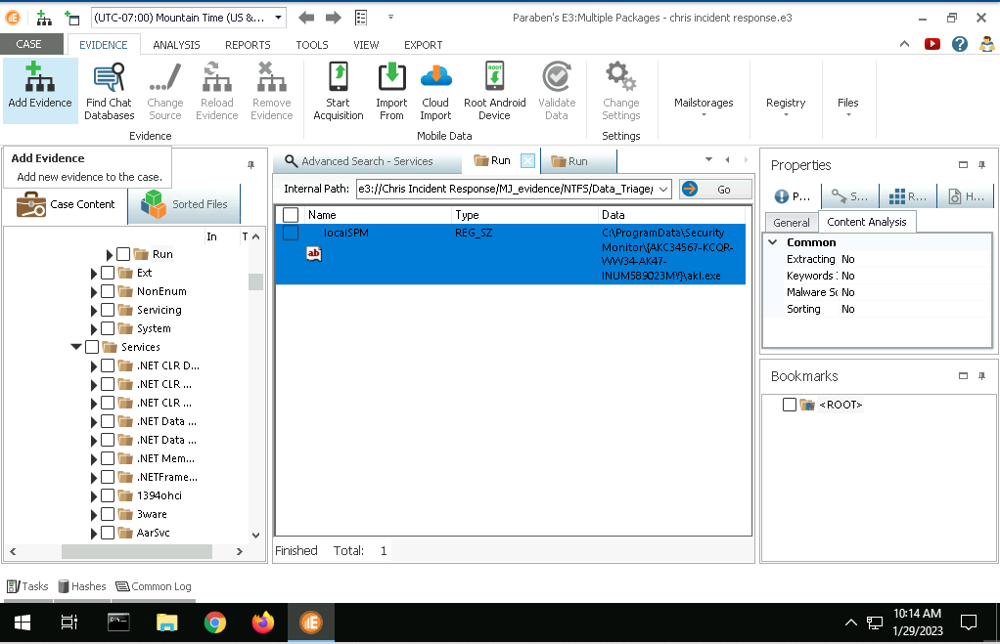 (UTC-07:00) Mountain Time (US &...
Paraben's E3:Multiple Packages - chris incident response.e3
CASE
EVIDENCE
ANALYSIS
REPORTS
TOOLS
VIEW
EXPORT
Add Evidence
Find Chat
Databases
Change
Source
Reload
Evidence
Remove
Evidence
Start
Acquisition
Import
From
Cloud
Import
ROOT
Root Android
Device
Validate
Data
Change
Settings
Mailstorages
Registry
Files
Evidence
Mobile Data
Settings
Add Evidence
Add new evidence to the case.
Case Content
Sorted Files
In
T
Run
Ext
NonEnum
Servicing
System
Services
.NET CLR D...
.NET CLR ...
.NET CLR ...
.NET Data ...
.NET Data ...
.NET Mem...
.NETFrame...
1394ohci
3ware
AarSvc
Advanced Search - Services
Run
Run
Internal Path:
e3://Chris Incident Response/MJ_evidence/NTFS/Data_Triage/
Go
Name
Type
Data
ab
localSPM
REG_SZ
C:\ProgramData\Security
Monitor\{AKC34567-KCQR-
WW34-AK47-
INUM589023MY}\akl.exe
Finished
Total:
1
Properties
P...
S...
R...
H...
General
Content Analysis
Common
Extracting
No
Keywords
No
Malware Sc
No
Sorting
No
Bookmarks
<ROOT>
Tasks
Hashes
Common Log
10:14 AM
1/29/2023